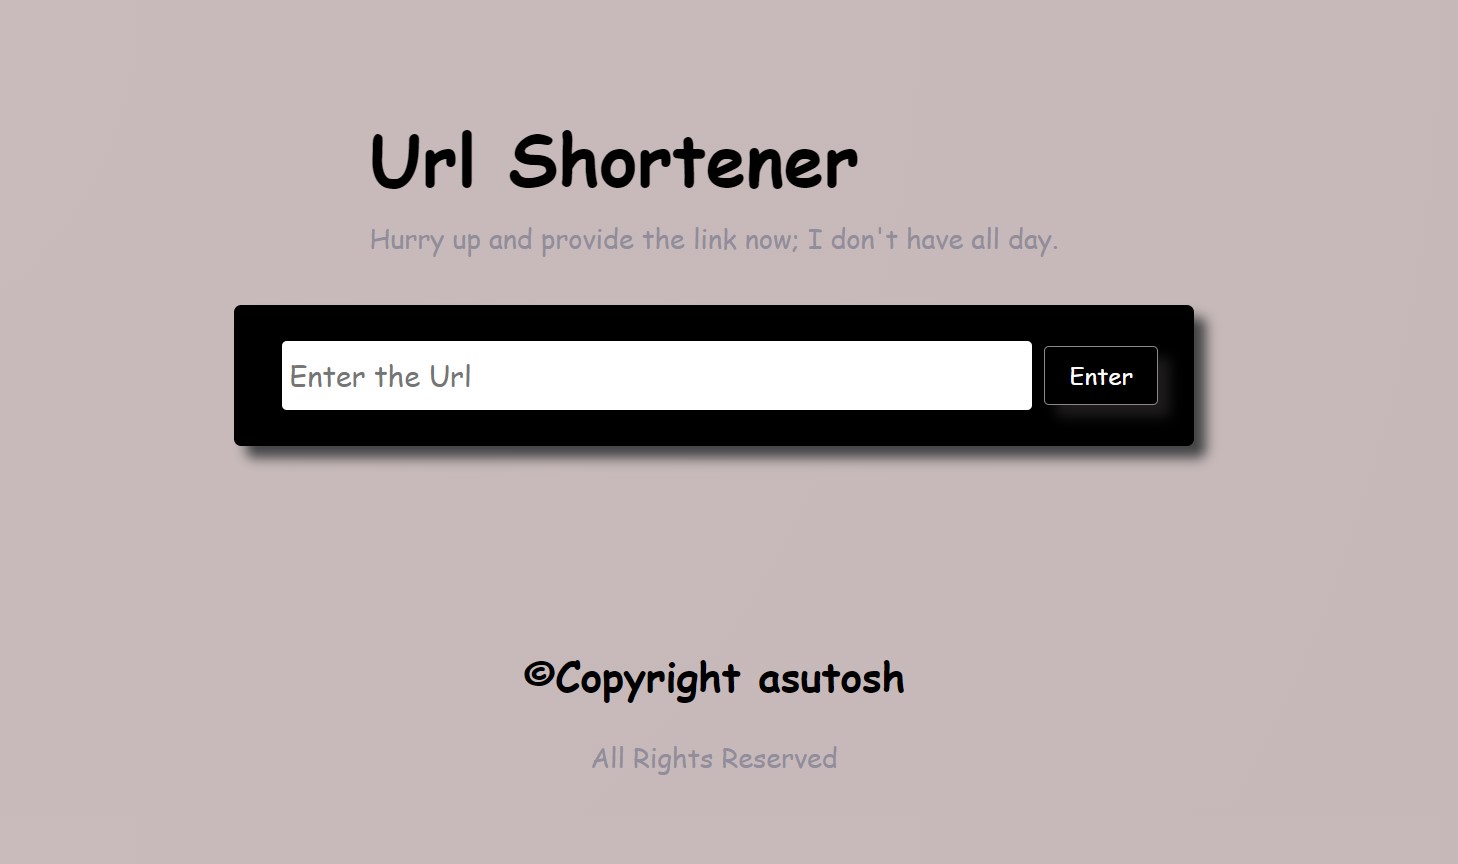 Url Shortener
Hurry up and provide the link now; I don't have all day.
Enter the Url
Enter
©Copyright asutosh
All Rights Reserved